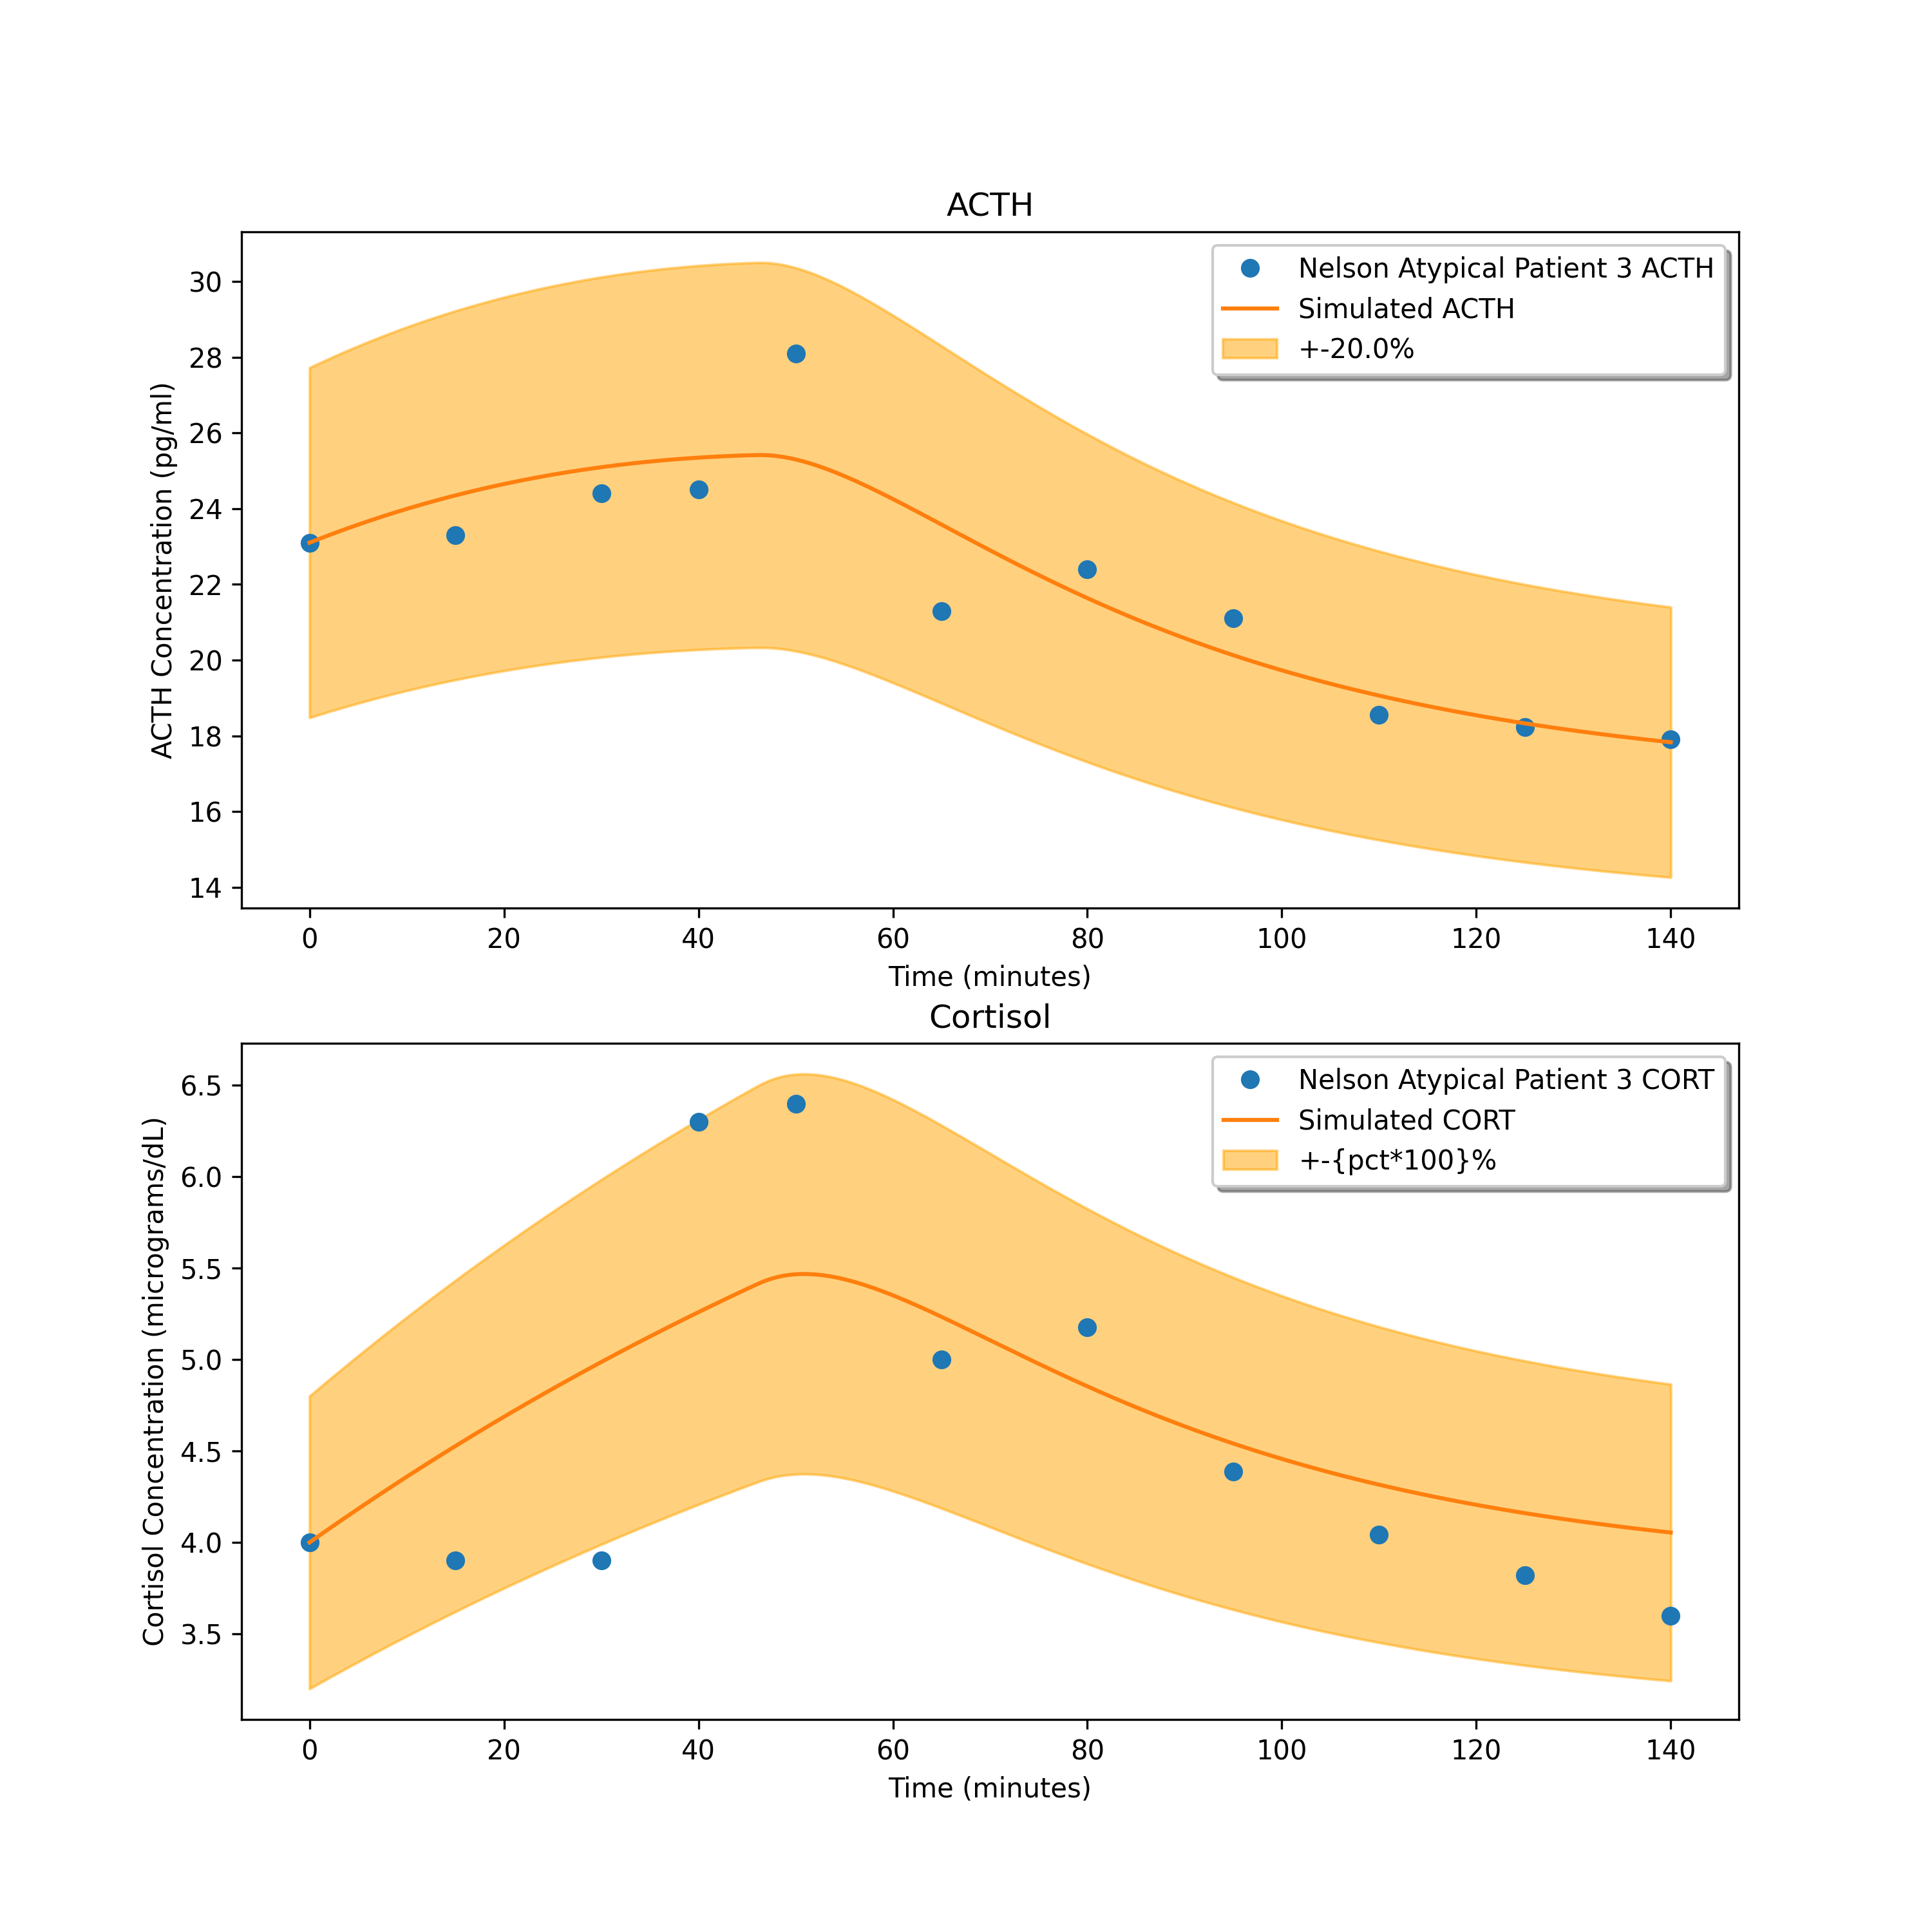 ACTH
Nelson Atypical Patient 3 ACTH
Simulated ACTH
+-20.0%
ACTH Concentration (pg/ml)
30
28
26
24
22
20
18
16
14
0 20 40 60 80 100 120 140
Time (minutes)
Cortisol
Nelson Atypical Patient 3 CORT
Simulated CORT
+-{pct*100}%
Cortisol Concentration (micrograms/dL)
6.5
6.0
5.5
5.0
4.5
4.0
3.5
0 20 40 60 80 100 120 140
Time (minutes)